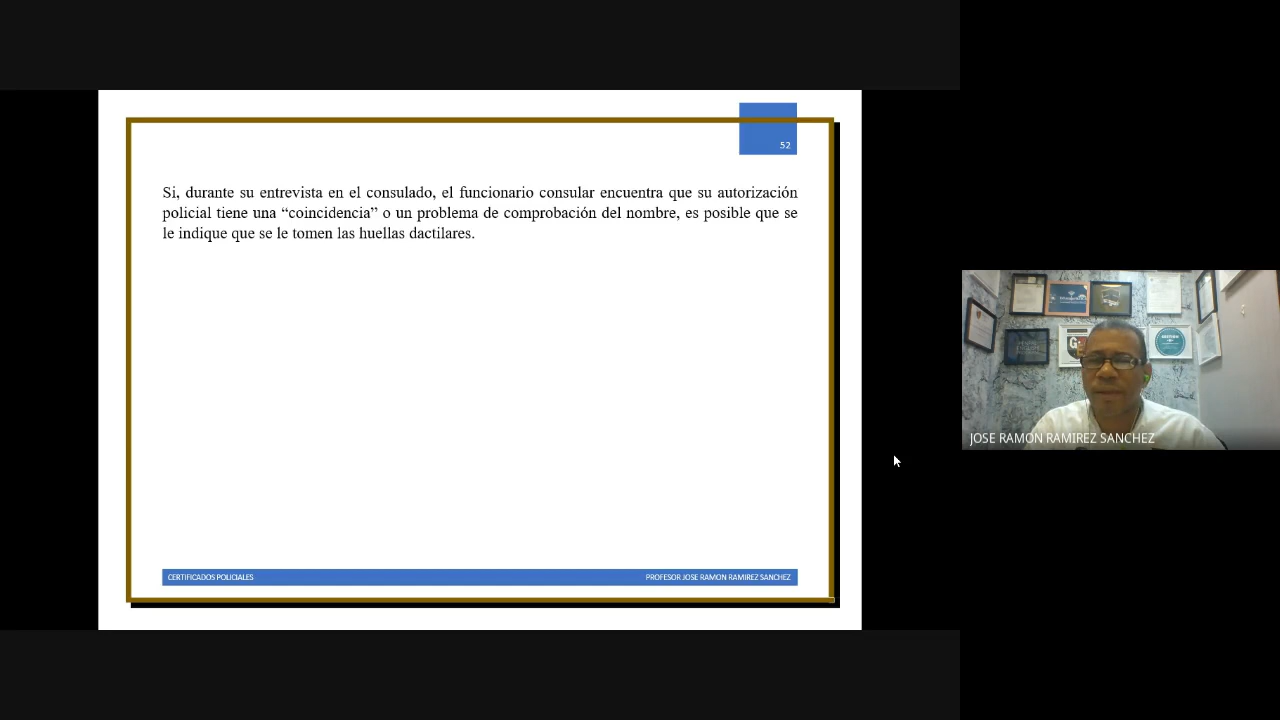 52
Si, durante su entrevista en el consulado, el funcionario consular encuentra que su autorización
policial tiene una “coincidencia” o un problema de comprobación del nombre, es posible que se
le indique que se le tomen las huellas dactilares.
CERTIFICADOS POLICIALES
PROFESOR JOSE RAMON RAMIREZ SANCHEZ
JOSE RAMON RAMIREZ SANCHEZ